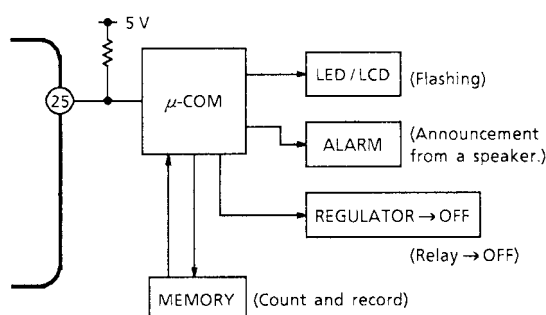 5 V
25
μ-COM
LED / LCD (Flashing)
ALARM (Announcement
from a speaker.)
REGULATOR → OFF
(Relay → OFF)
MEMORY (Count and record)